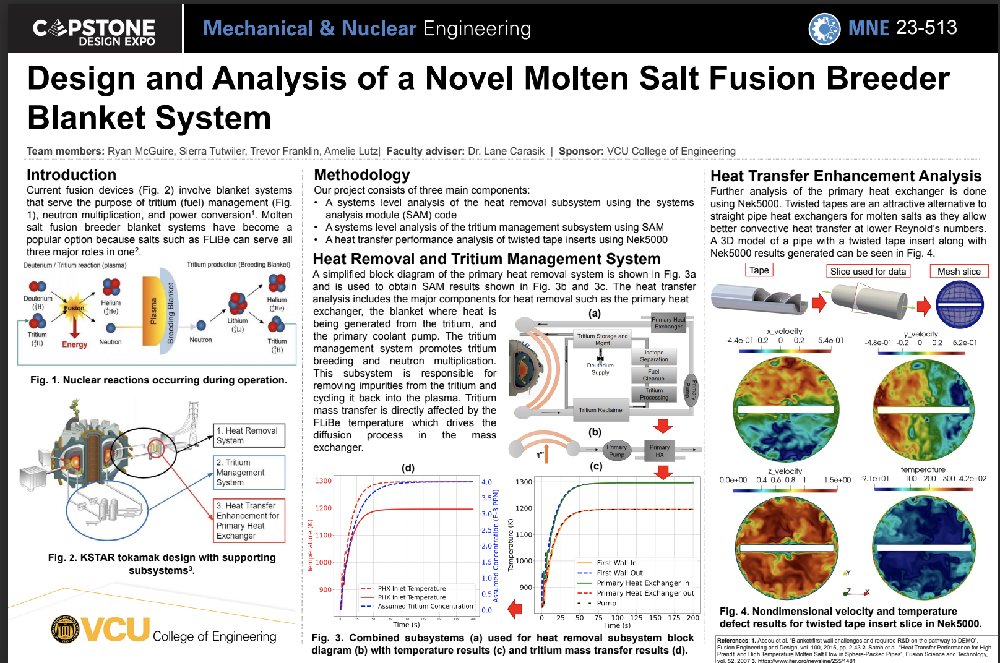 CAPSTONE
DESIGN EXPO
Mechanical & Nuclear Engineering
MNE 23-513
Design and Analysis of a Novel Molten Salt Fusion Breeder
Blanket System
Team members: Ryan McGuire, Sierra Tutwiler, Trevor Franklin, Amelie Lutz| Faculty adviser: Dr. Lane Carasik | Sponsor: VCU College of Engineering
Introduction
Current fusion devices (Fig. 2) involve blanket systems
that serve the purpose of tritium (fuel) management (Fig.
1), neutron multiplication, and power conversion¹. Molten
salt fusion breeder blanket systems have become a
popular option because salts such as FLiBe can serve all
three major roles in one².
Deuterium / Tritium reaction (plasma)
Tritium production (Breeding Blanket)
Deuterium
(²₁H)
Tritium
(³₁H)
Fusion
Energy
Helium
(⁴₂He)
Neutron
Plasma
Breeding Blanket
Neutron
Lithium
(⁶₃Li)
Helium
(⁴₂He)
Tritium
(³₁H)
Fig. 1. Nuclear reactions occurring during operation.
1. Heat Removal
System
2. Tritium
Management
System
3. Heat Transfer
Enhancement for
Primary Heat
Exchanger
Fig. 2. KSTAR tokamak design with supporting
subsystems³.
VCU College of Engineering
Methodology
Our project consists of three main components:
• A systems level analysis of the heat removal subsystem using the systems
analysis module (SAM) code
• A systems level analysis of the tritium management subsystem using SAM
• A heat transfer performance analysis of twisted tape inserts using Nek5000
Heat Removal and Tritium Management System
A simplified block diagram of the primary heat removal system is shown in Fig. 3a
and is used to obtain SAM results shown in Fig. 3b and 3c. The heat transfer
analysis includes the major components for heat removal such as the primary heat
exchanger, the blanket where heat is
being generated from the tritium, and
the primary coolant pump. The tritium
management system promotes tritium
breeding and neutron multiplication.
This subsystem is responsible for
removing impurities from the tritium and
cycling it back into the plasma. Tritium
mass transfer is directly affected by the
FLiBe temperature which drives the
diffusion process in the mass
exchanger.
(a)
Primary Heat
Exchanger
Tritium Storage and
Mgmt
Deuterium
Supply
Isotope
Separation
Fuel
Cleanup
Tritium
Processing
Primary
Pump
Tritium Reclaimer
(b)
q'''
Primary
Pump
Primary
HX
(d)
1300
1200
1100
1000
900
Temperature (K)
4.0
3.5
3.0
2.5
2.0
1.5
1.0
0.5
0.0
Assumed Concentration (E-3 PPM)
PHX Inlet Temperature
PHX Inlet Temperature
Assumed Tritium Concentration
0 25 50 75 100 125 150 175 200
Time (s)
(c)
1300
1200
1100
1000
900
Temperature (K)
First Wall In
First Wall Out
Primary Heat Exchanger in
Primary Heat Exchanger out
Pump
0 25 50 75 100 125 150 175 200
Time (s)
Fig. 3. Combined subsystems (a) used for heat removal subsystem block
diagram (b) with temperature results (c) and tritium mass transfer results (d).
Heat Transfer Enhancement Analysis
Further analysis of the primary heat exchanger is done
using Nek5000. Twisted tapes are an attractive alternative to
straight pipe heat exchangers for molten salts as they allow
better convective heat transfer at lower Reynold's numbers.
A 3D model of a pipe with a twisted tape insert along with
Nek5000 results generated can be seen in Fig. 4.
Tape
Slice used for data
Mesh slice
x_velocity
-4.4e-01 -0.2 0 0.2 5.4e-01
y_velocity
-4.8e-01 -0.2 0 0.2 5.2e-01
z_velocity
0.0e+00 0.4 0.6 0.8 1 1.5e+00
temperature
-9.1e+01 100 200 300 4.2e+02
Y
Z
X
Fig. 4. Nondimensional velocity and temperature
defect results for twisted tape insert slice in Nek5000.
References: 1. Abdou et al. "Blanket/first wall challenges and required R&D on the pathway to DEMO",
Fusion Engineering and Design, vol. 100, 2015, pp. 2-43 2. Satoh et al. "Heat Transfer Performance for High
Prandtl and High Temperature Molten Salt Flow in Sphere-Packed Pipes", Fusion Science and Technology,
vol. 52, 2007 3. https://www.iter.org/newsline/255/1481